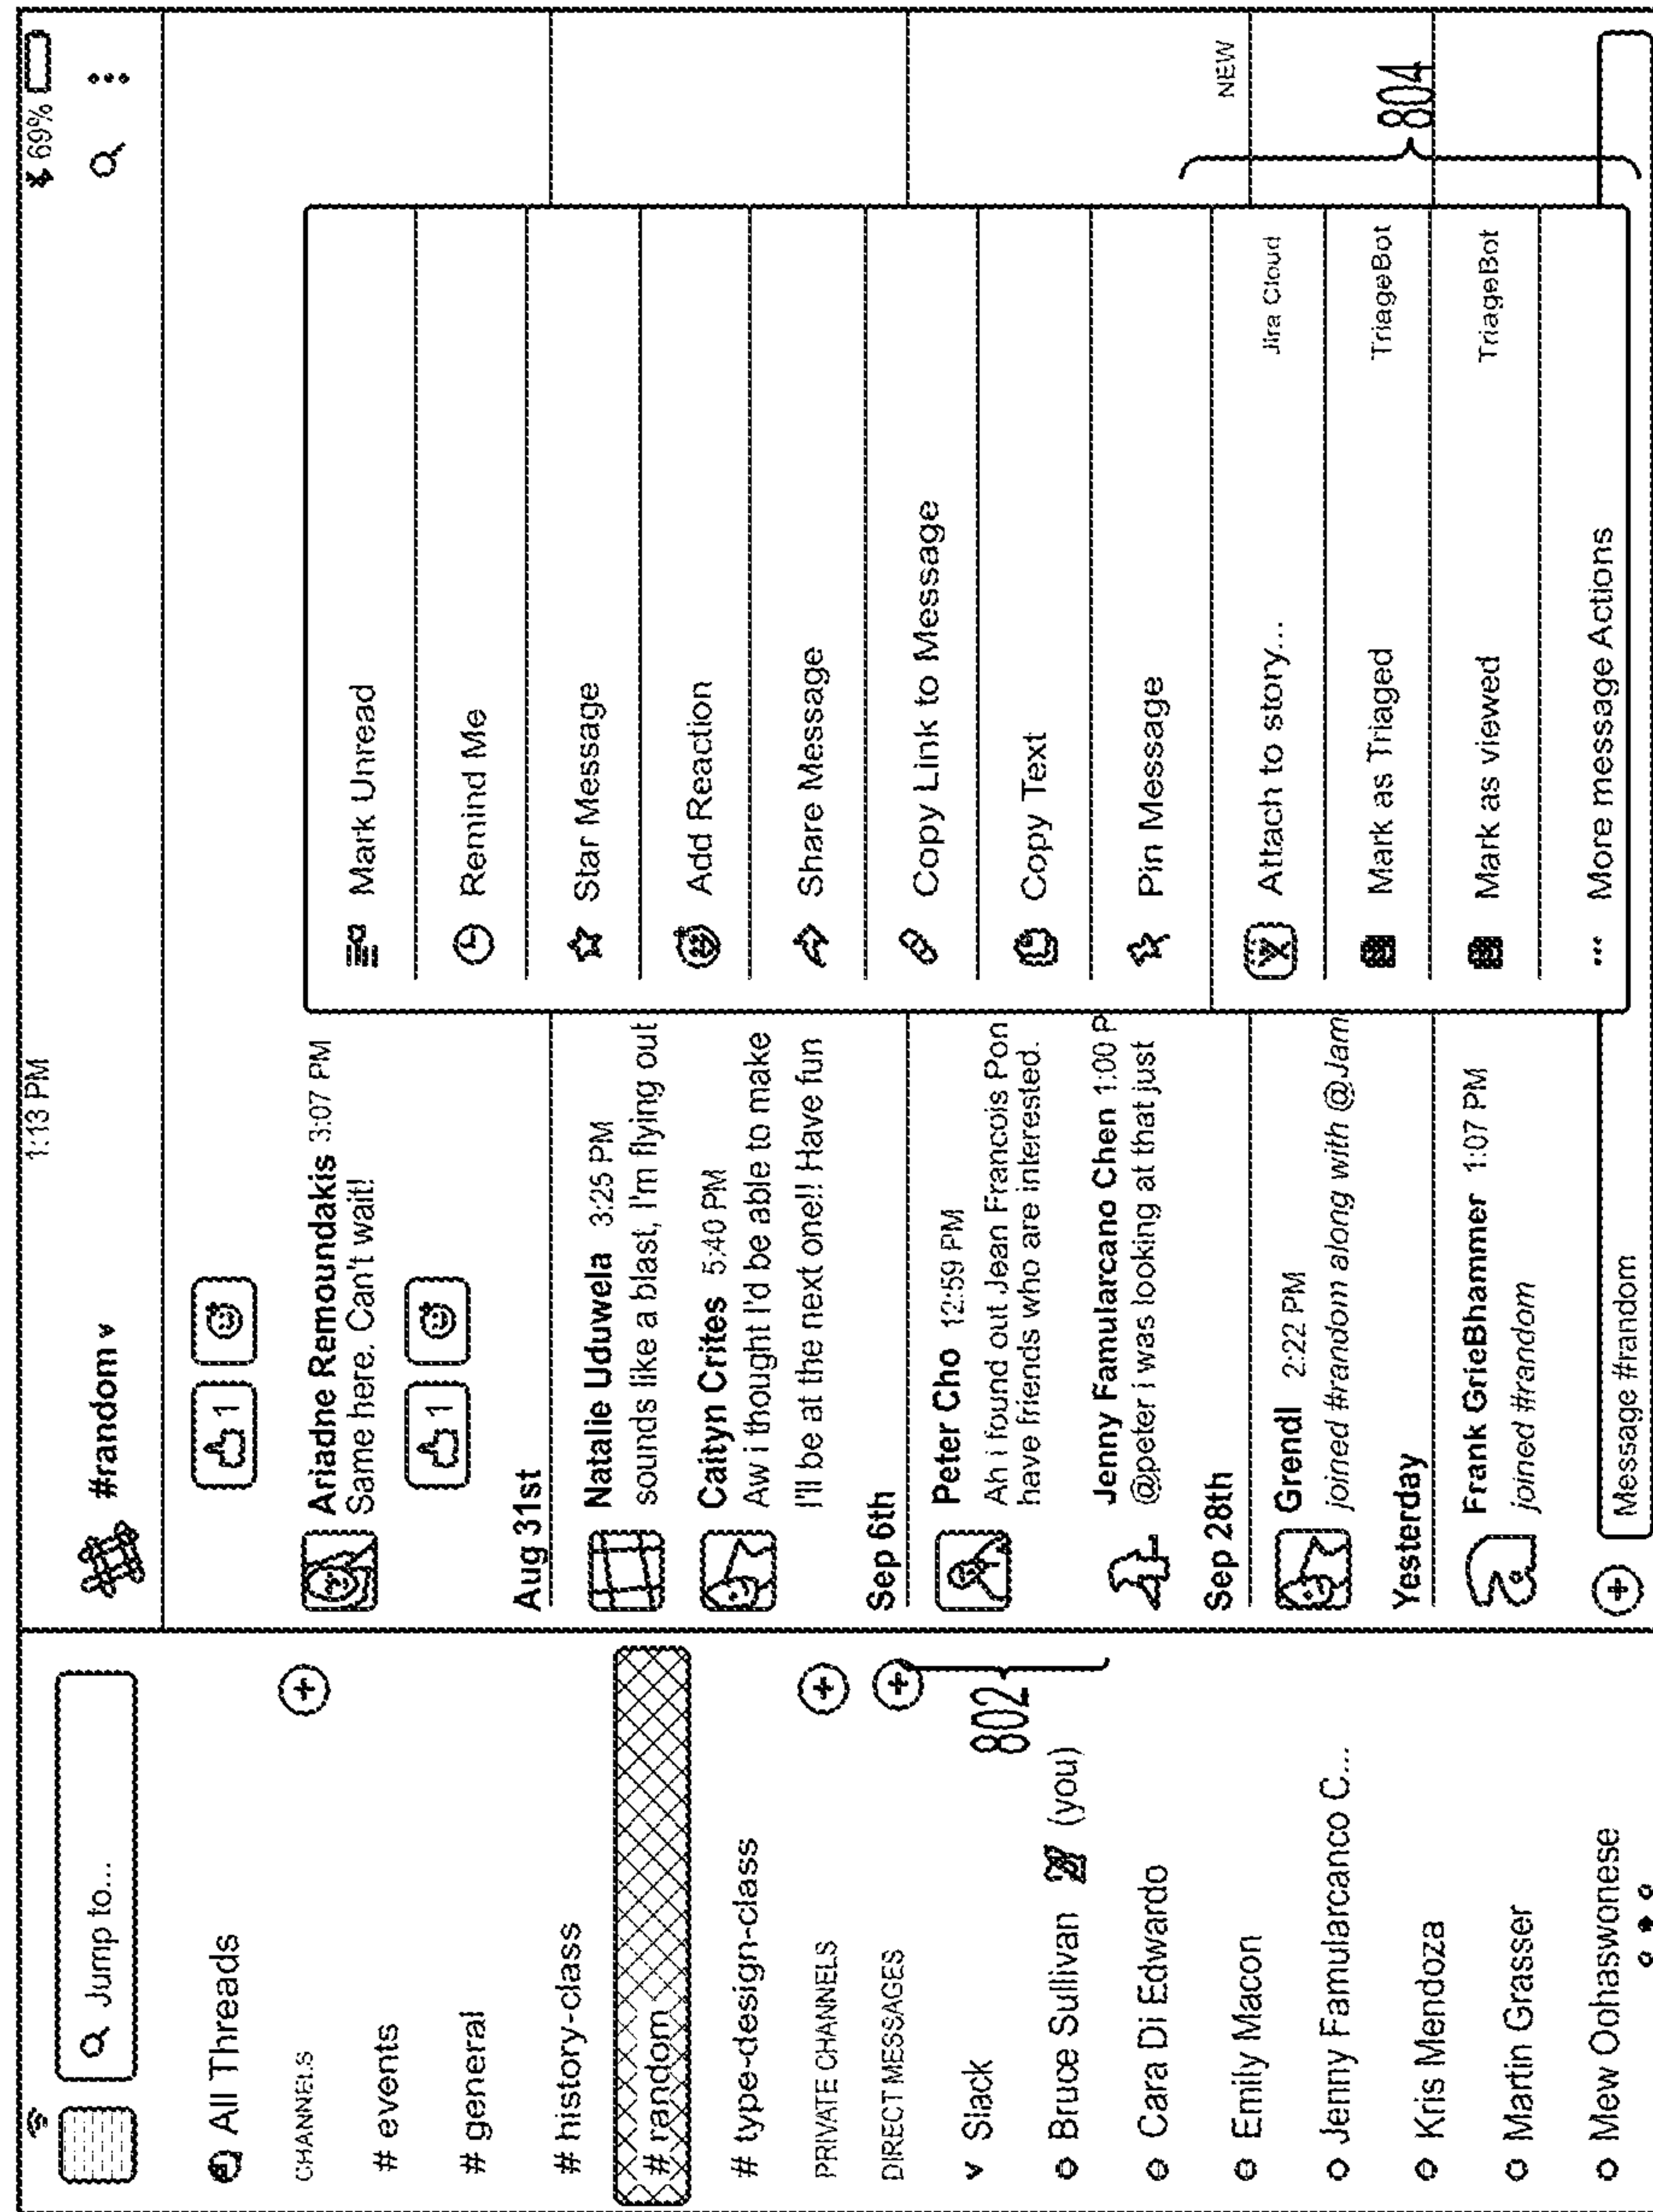 1:13 PM
69%
Jump to...
All Threads
CHANNELS
# events
# general
# history-class
# random
# type-design-class
PRIVATE CHANNELS
DIRECT MESSAGES
Slack
802
Bruce Sullivan (you)
Cara Di Edwardo
Emily Macon
Jenny Famularcanco C...
Kris Mendoza
Martin Grasser
Mew Oohaswonese
#random
1
Ariadne Remoundakis 3:07 PM
Same here. Can't wait!
1
Aug 31st
Natalie Uduwela 3:25 PM
sounds like a blast, I'm flying out
Caityn Crites 5:40 PM
Aw i thought I'd be able to make
I'll be at the next one!! Have fun
Sep 6th
Peter Cho 12:59 PM
Ah i found out Jean Francois Pon
have friends who are interested.
Jenny Famularcano Chen 1:00 P
@peter i was looking at that just
Sep 28th
Grendl 2:22 PM
joined #random along with @Jam
Yesterday
Frank GrieBhammer 1:07 PM
joined #random
Message #random
Mark Unread
Remind Me
Star Message
Add Reaction
Share Message
Copy Link to Message
Copy Text
Pin Message
Attach to story... Jira Cloud
Mark as Triaged TriageBot
Mark as viewed TriageBot
... More message Actions
NEW
804